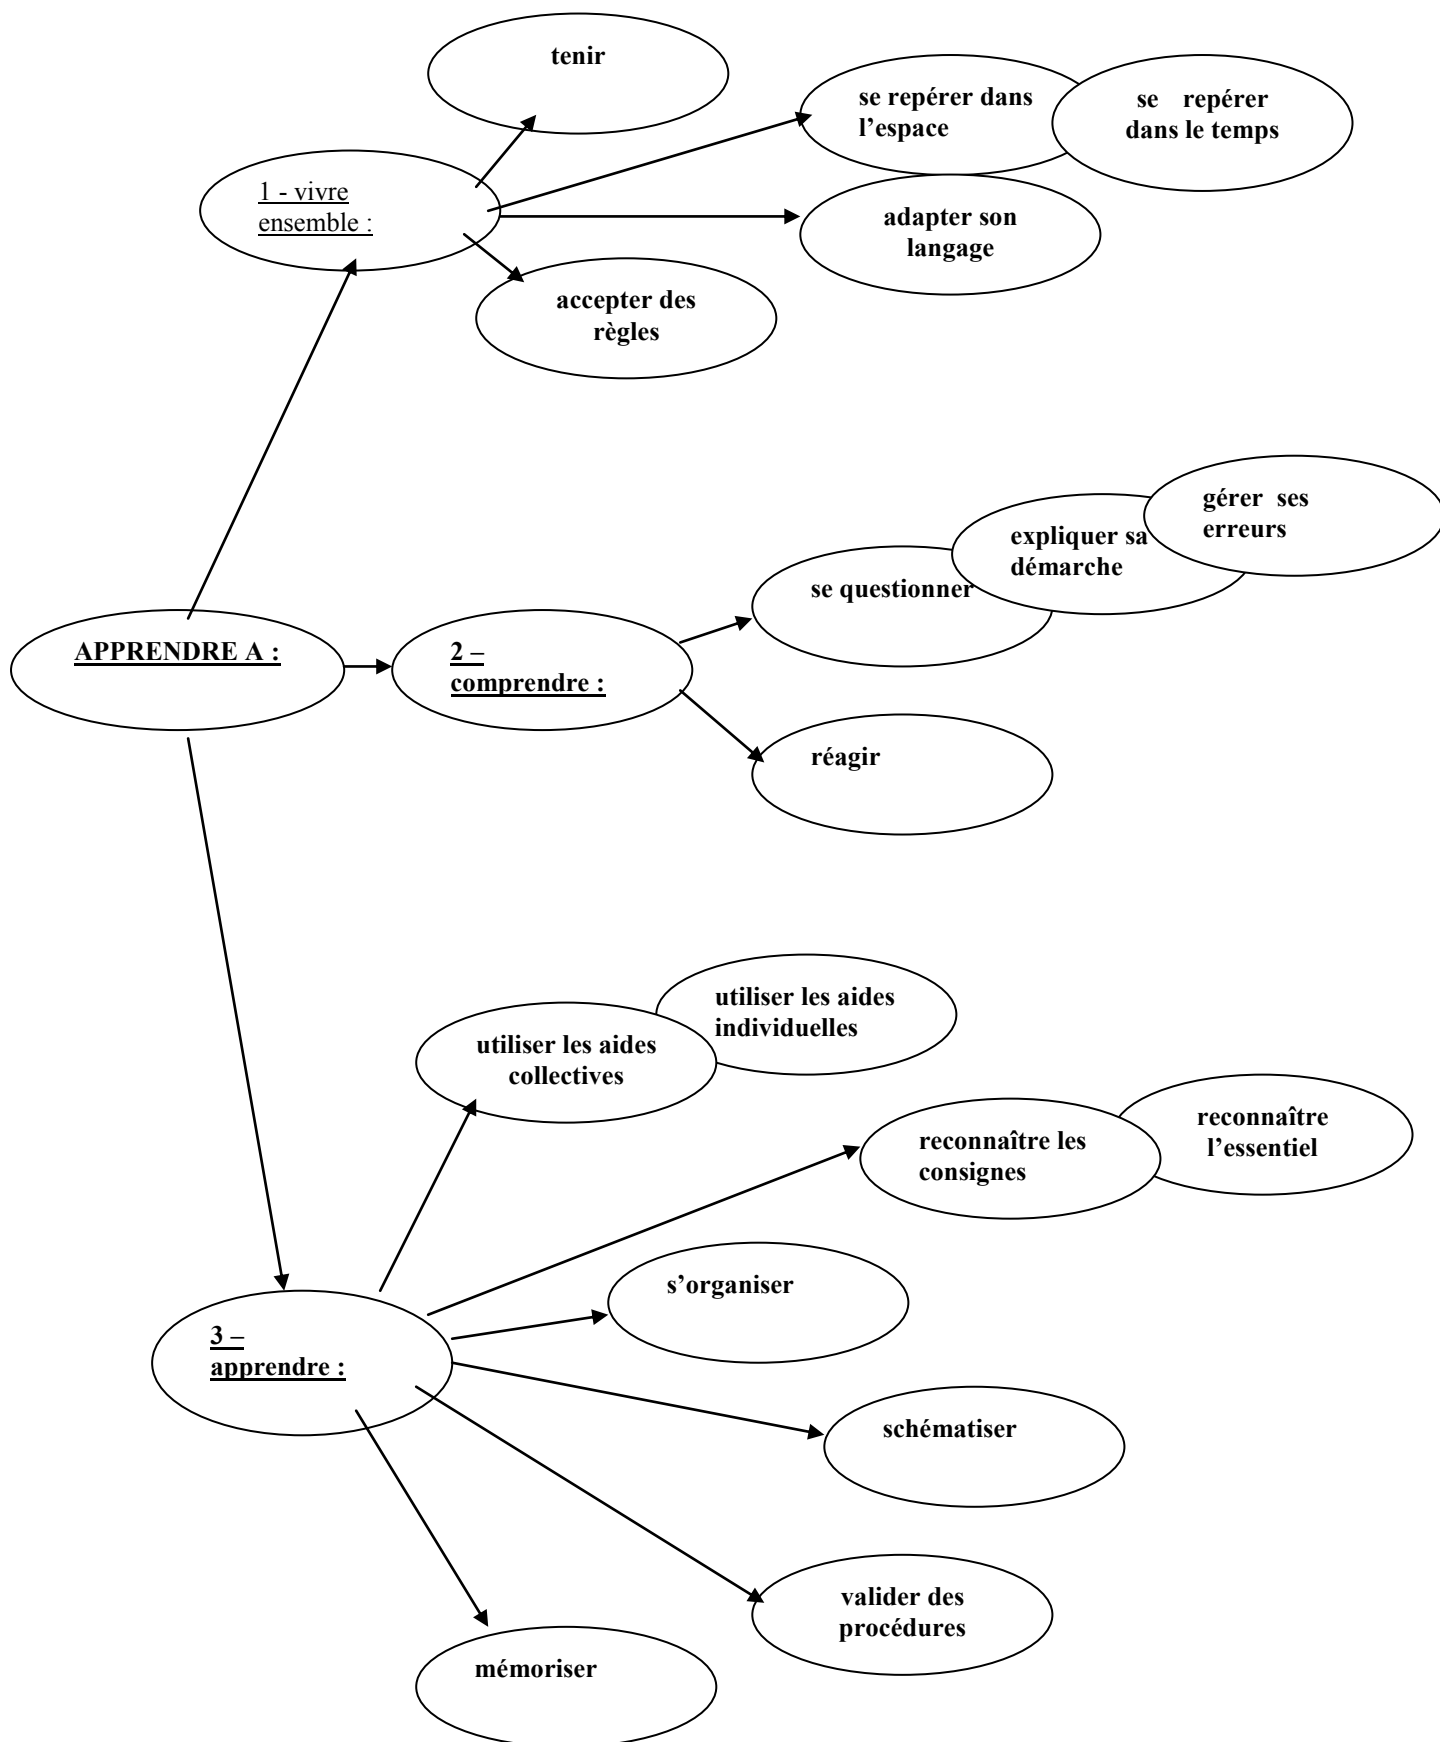 tenir
se repérer dans
l’espace
se repérer
dans le temps
1 - vivre
ensemble :
adapter son
langage
accepter des
règles
gérer ses
erreurs
expliquer sa
démarche
se questionner
APPRENDRE A :
2 –
comprendre :
réagir
utiliser les aides
individuelles
utiliser les aides
collectives
reconnaître les
consignes
reconnaître
l’essentiel
s’organiser
3 –
apprendre :
schématiser
valider des
procédures
mémoriser